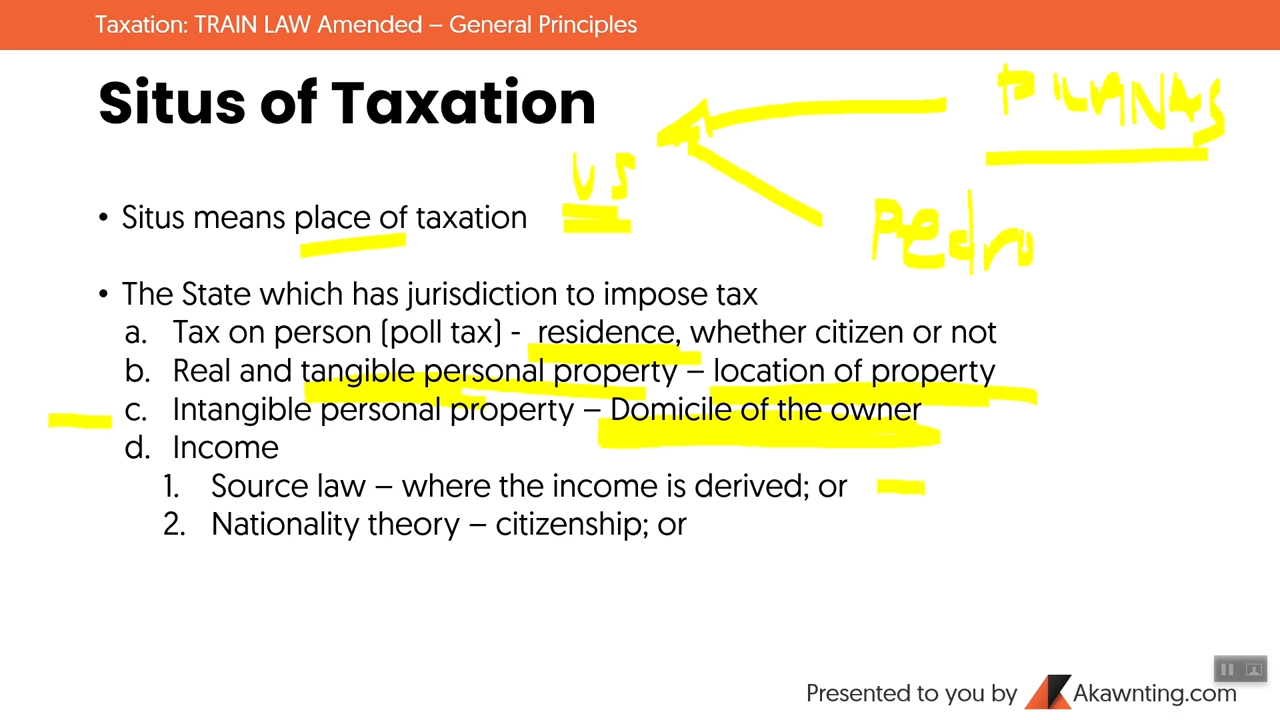 Taxation: TRAIN LAW Amended – General Principles
Situs of Taxation
PILIPINAS
US
• Situs means place of taxation
Pedro
• The State which has jurisdiction to impose tax
a. Tax on person (poll tax) - residence, whether citizen or not
b. Real and tangible personal property – location of property
c. Intangible personal property – Domicile of the owner
d. Income
1. Source law – where the income is derived; or
2. Nationality theory – citizenship; or
Presented to you by Akawnting.com